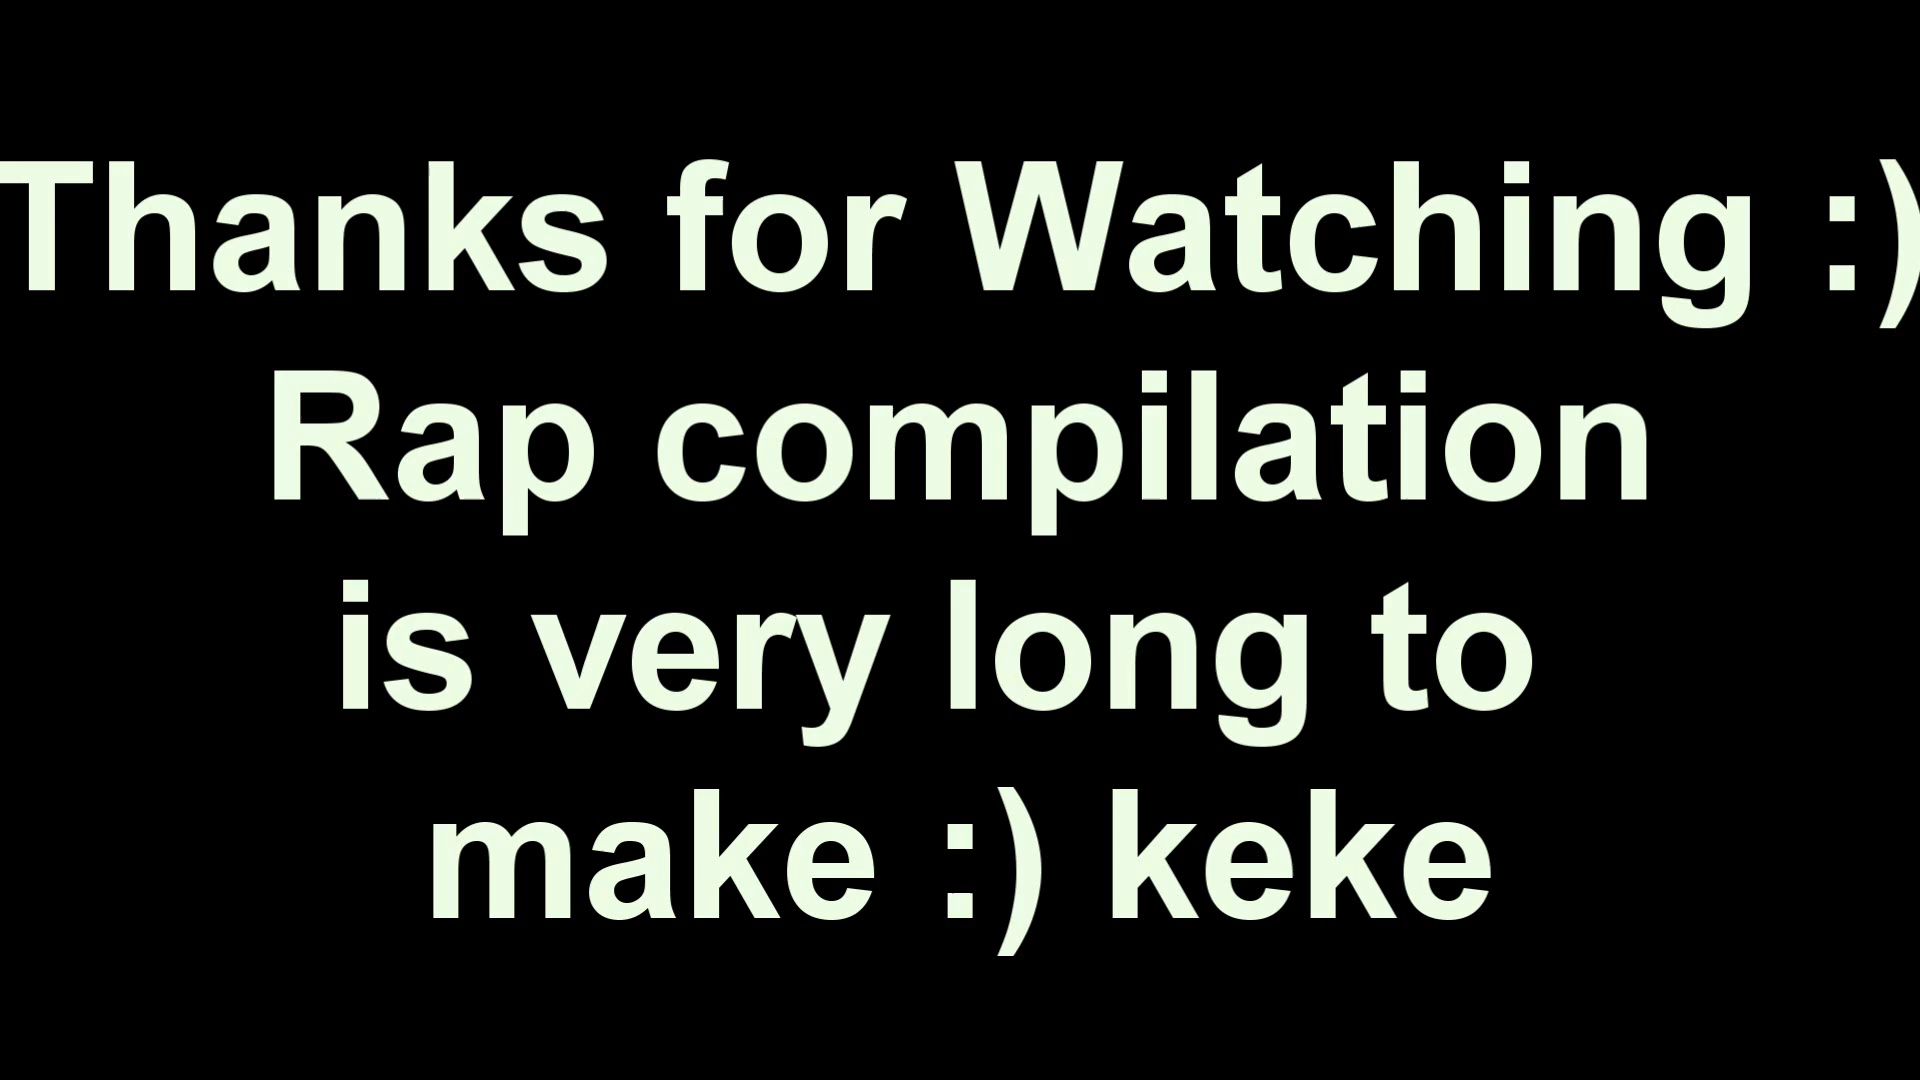 Thanks for Watching :)
Rap compilation
is very long to
make :) keke